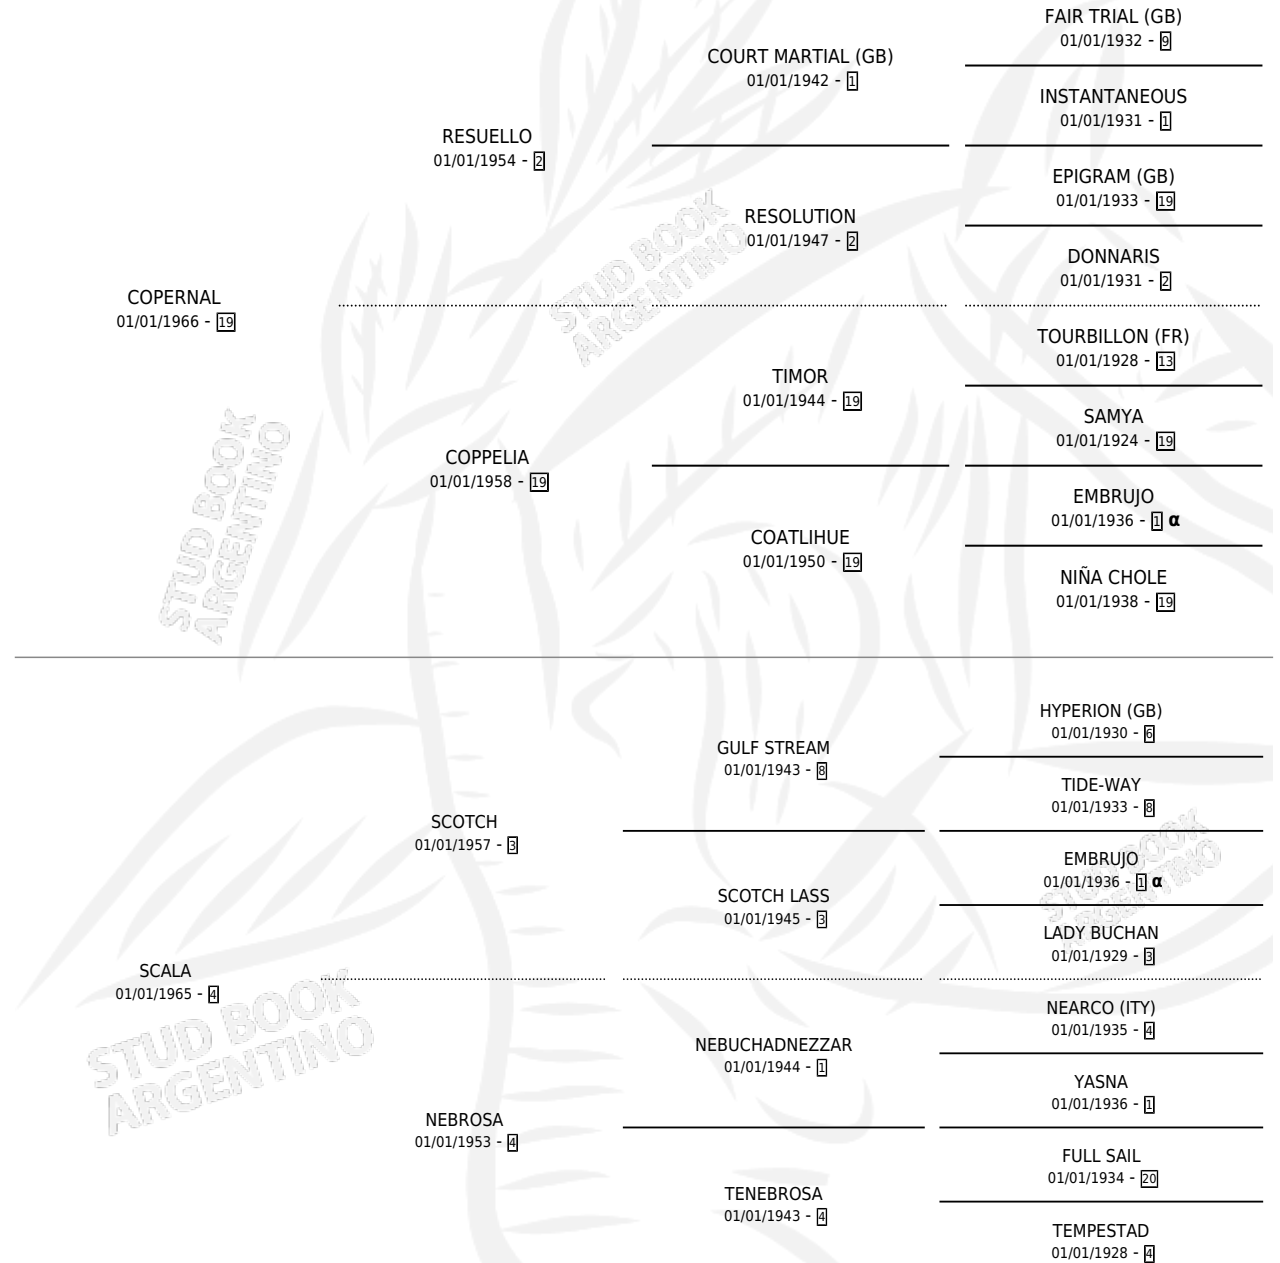 FAIR TRIAL (GB)
01/01/1932 - 9
COURT MARTIAL (GB)
01/01/1942 - 1
INSTANTANEOUS
01/01/1931 - 1
RESUELLO
01/01/1954 - 2
EPIGRAM (GB)
01/01/1933 - 19
RESOLUTION
01/01/1947 - 2
DONNARIS
01/01/1931 - 2
COPERNAL
01/01/1966 - 19
TOURBILLON (FR)
01/01/1928 - 13
TIMOR
01/01/1944 - 19
SAMYA
01/01/1924 - 19
COPPELIA
01/01/1958 - 19
EMBRUJO
01/01/1936 - 1 α
COATLIHUE
01/01/1950 - 19
NIÑA CHOLE
01/01/1938 - 19
HYPERION (GB)
01/01/1930 - 6
GULF STREAM
01/01/1943 - 8
TIDE-WAY
01/01/1933 - 8
SCOTCH
01/01/1957 - 3
EMBRUJO
01/01/1936 - 1 α
SCOTCH LASS
01/01/1945 - 3
LADY BUCHAN
01/01/1929 - 3
SCALA
01/01/1965 - 4
NEARCO (ITY)
01/01/1935 - 4
NEBUCHADNEZZAR
01/01/1944 - 1
YASNA
01/01/1936 - 1
NEBROSA
01/01/1953 - 4
FULL SAIL
01/01/1934 - 20
TENEBROSA
01/01/1943 - 4
TEMPESTAD
01/01/1928 - 4
STUD BOOK
ARGENTINO
STUD BOOK
ARGENTINO
STUD BOOK
ARGENTINO
STUD BOOK
ARGENTINO